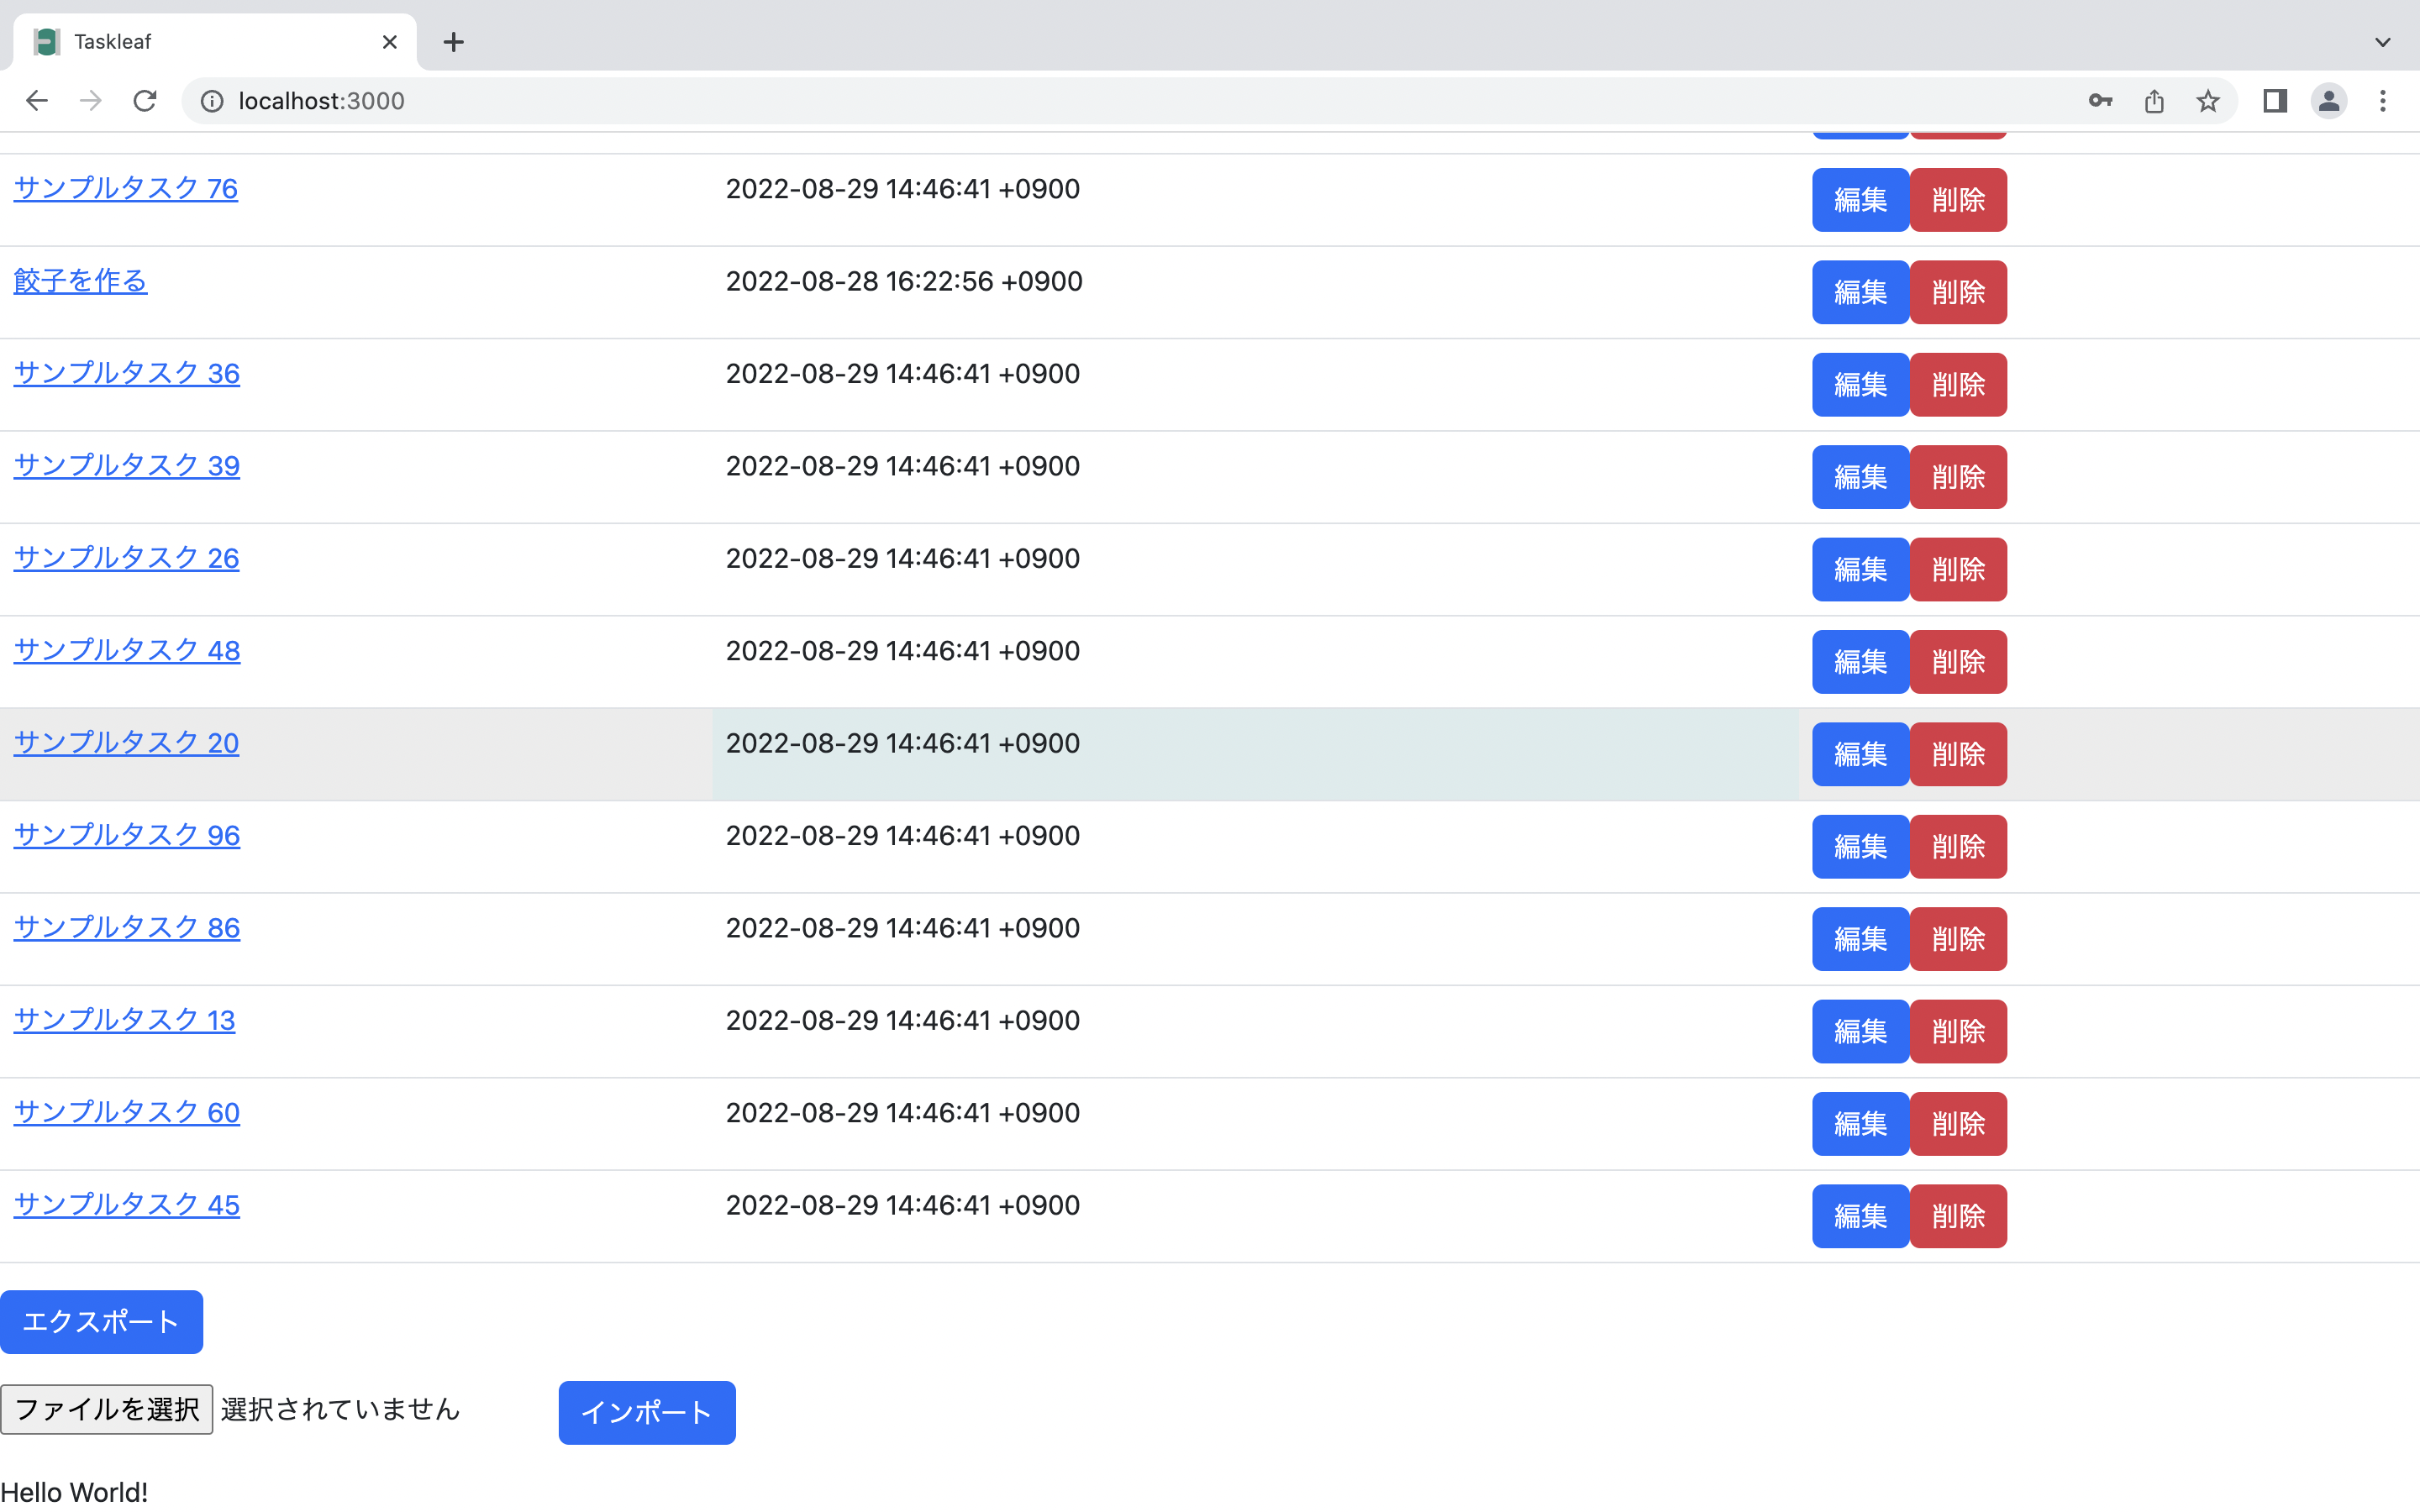 Taskleaf
localhost:3000
サンプルタスク 76 2022-08-29 14:46:41 +0900 編集 削除
餃子を作る 2022-08-28 16:22:56 +0900 編集 削除
サンプルタスク 36 2022-08-29 14:46:41 +0900 編集 削除
サンプルタスク 39 2022-08-29 14:46:41 +0900 編集 削除
サンプルタスク 26 2022-08-29 14:46:41 +0900 編集 削除
サンプルタスク 48 2022-08-29 14:46:41 +0900 編集 削除
サンプルタスク 20 2022-08-29 14:46:41 +0900 編集 削除
サンプルタスク 96 2022-08-29 14:46:41 +0900 編集 削除
サンプルタスク 86 2022-08-29 14:46:41 +0900 編集 削除
サンプルタスク 13 2022-08-29 14:46:41 +0900 編集 削除
サンプルタスク 60 2022-08-29 14:46:41 +0900 編集 削除
サンプルタスク 45 2022-08-29 14:46:41 +0900 編集 削除
エクスポート
ファイルを選択 選択されていません インポート
Hello World!